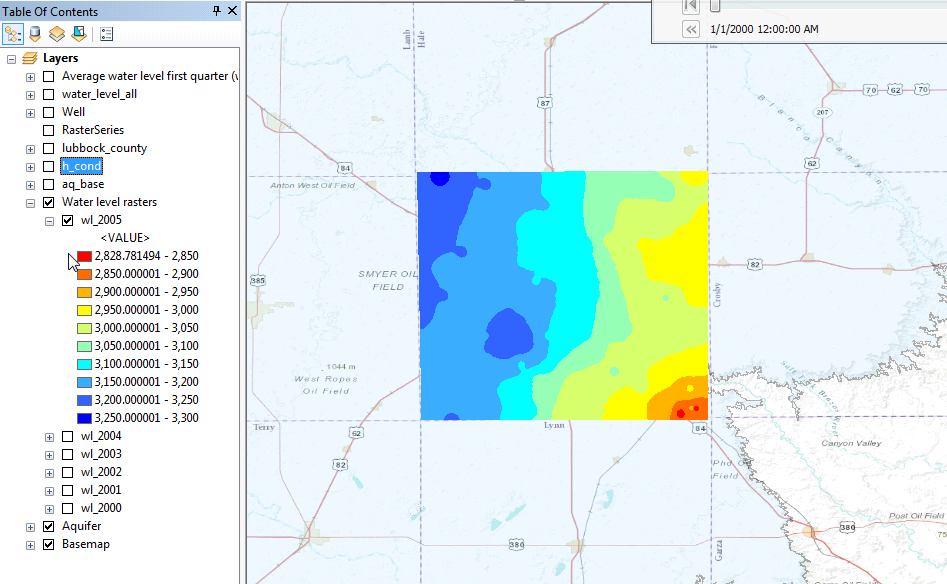 Table Of Contents
Layers
Average water level first quarter (w
water_level_all
Well
RasterSeries
lubbock_county
h_cond
aq_base
Water level rasters
wl_2005
<VALUE>
2,828.781494 - 2,850
2,850.000001 - 2,900
2,900.000001 - 2,950
2,950.000001 - 3,000
3,000.000001 - 3,050
3,050.000001 - 3,100
3,100.000001 - 3,150
3,150.000001 - 3,200
3,200.000001 - 3,250
3,250.000001 - 3,300
wl_2004
wl_2003
wl_2002
wl_2001
wl_2000
Aquifer
Basemap
1/1/2000 12:00:00 AM
Lamb
Hale
87
70
62
70
207
Blanco Canyon
62
84
Anton West Oil Field
82
385
SMYER OIL
FIELD
Crosby
1044 m
West Ropes
Oil Field
Terry
Lynn
84
62
82
Canyon Valley
Field
Post Oil Field
380
380
Garza